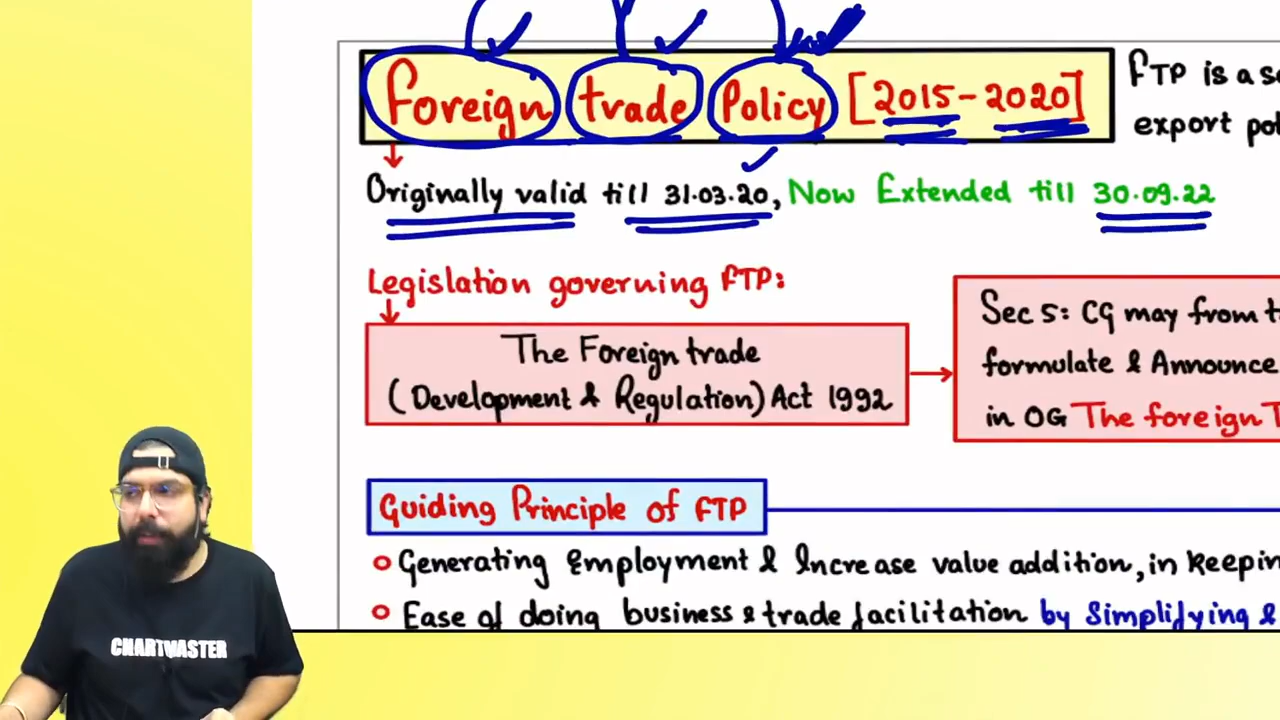 Foreign trade Policy [2015-2020]
FTP is a
export
Originally valid till 31.03.20, Now Extended till 30.09.22
Legislation governing FTP:
The Foreign trade
(Development & Regulation) Act 1992
Sec 5: CG may from
formulate & Announce
in OG The foreign
Guiding Principle of FTP
Generating Employment & Increase value addition, in
Ease of doing business & trade facilitation by Simplifying &
CHARTMASTER